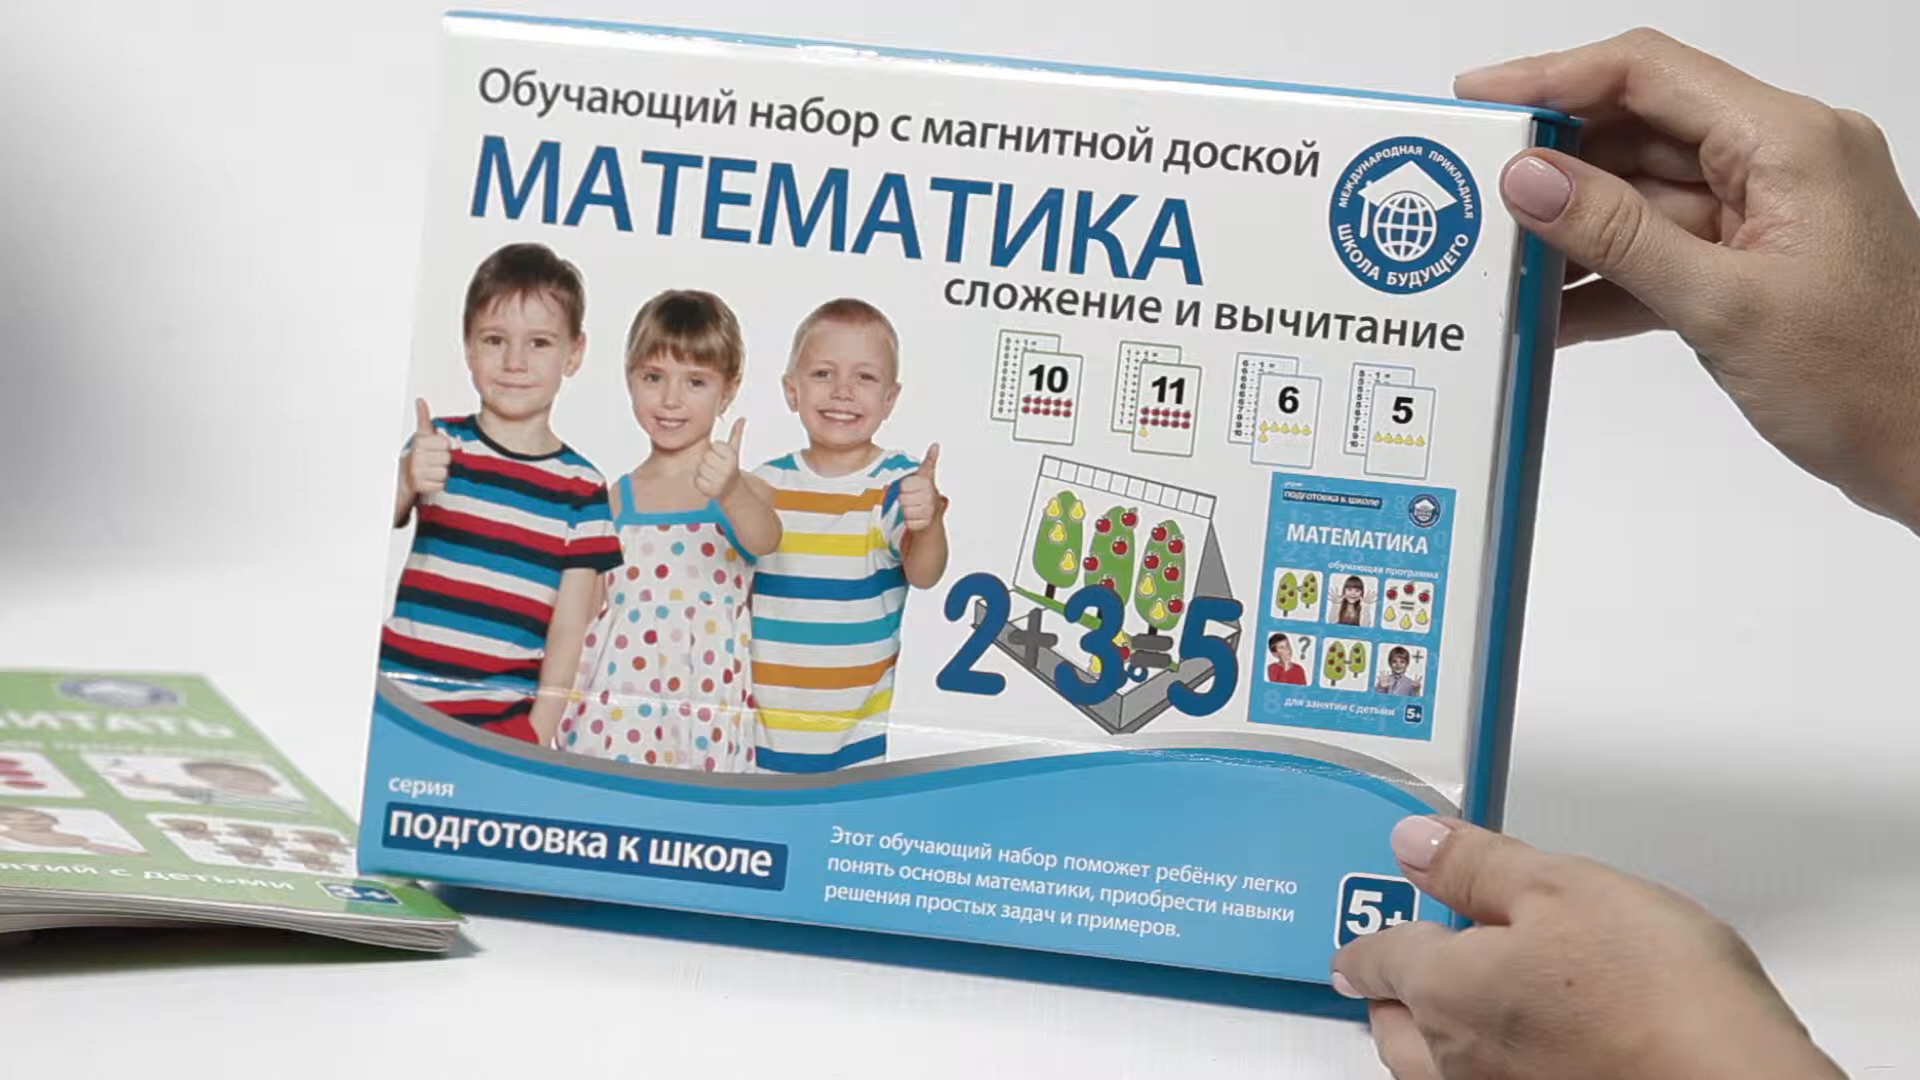 Обучающий набор с магнитной доской
МАТЕМАТИКА
сложение и вычитание
МЕЖДУНАРОДНАЯ ПРИКЛАДНАЯ
ШКОЛА БУДУЩЕГО
10
11
6
5
2+3=5
подготовка к школе
МАТЕМАТИКА
обучающая программа
для занятий с детьми
5+
серия
подготовка к школе
Этот обучающий набор поможет ребёнку легко
понять основы математики, приобрести навыки
решения простых задач и примеров.
5+
с детьми
3+